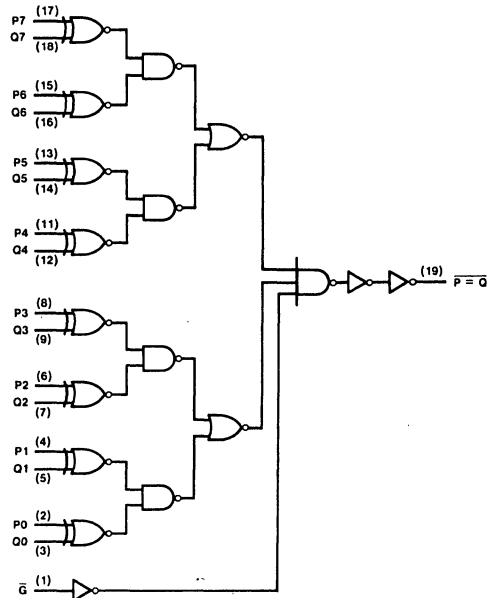 P7 (17)
Q7 (18)
P6 (15)
Q6 (16)
P5 (13)
Q5 (14)
P4 (11)
Q4 (12)
P3 (8)
Q3 (9)
P2 (6)
Q2 (7)
P1 (4)
Q1 (5)
P0 (2)
Q0 (3)
G̅ (1)
(19) P̅ ̅=̅ ̅Q̅